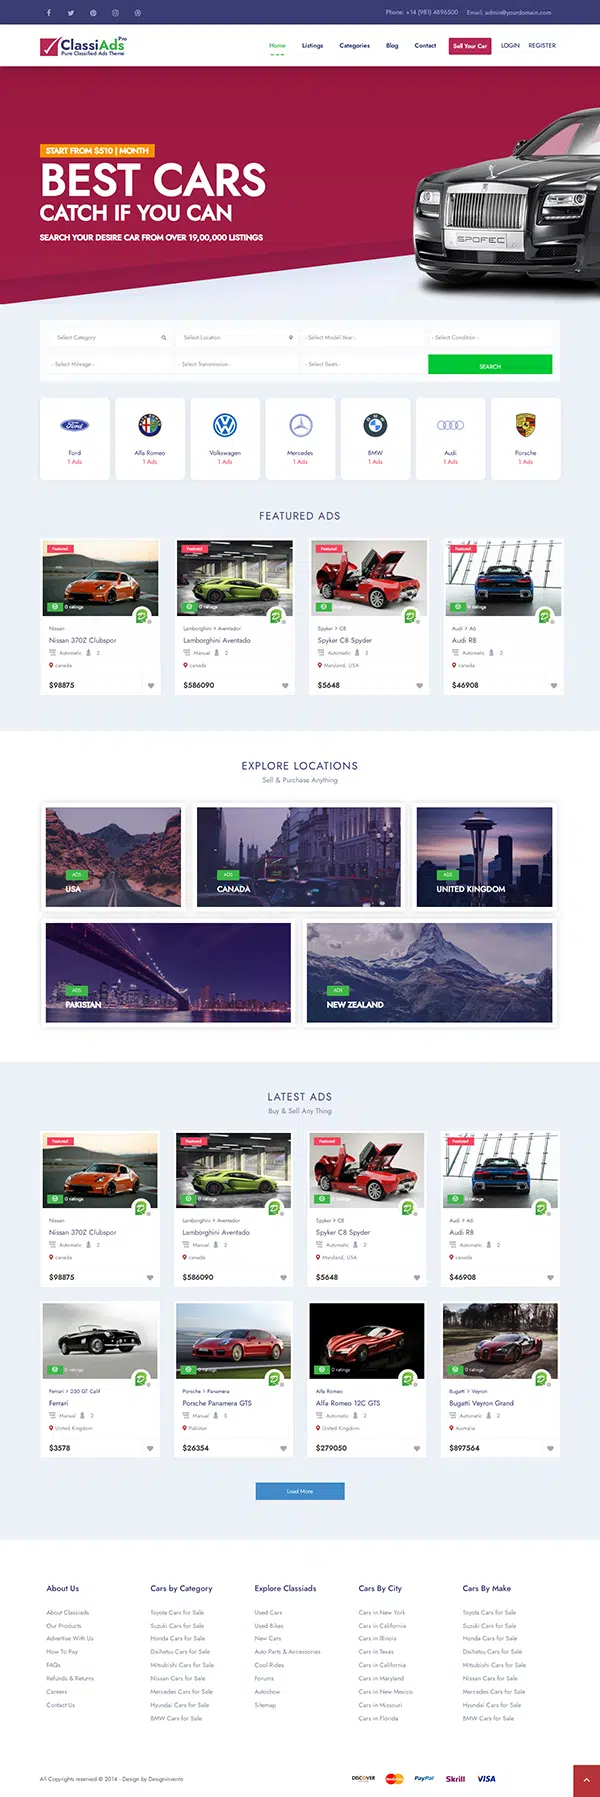 Phone: +14 (981) 4896500 Email: admin@yourdomain.com
ClassiAds Pro
Pure Classified Ads Theme
Home Listings Categories Blog Contact Sell Your Car LOGIN REGISTER
START FROM $510 | MONTH
BEST CARS
CATCH IF YOU CAN
SEARCH YOUR DESIRE CAR FROM OVER 19,00,000 LISTINGS
SPOFEC
Select Category Select Location - Select Model Year - - Select Condition -
- Select Mileage - - Select Transmission - - Select Seats - SEARCH
Ford Alfa Romeo Volkswagen Mercedes BMW Audi Porsche
1 Ads 1 Ads 1 Ads 1 Ads 1 Ads 1 Ads 1 Ads
FEATURED ADS
Featured Featured Featured Featured
0 ratings 0 ratings 0 ratings 0 ratings
Nissan Lamborghini > Aventador Spyker > C8 Audi > A6
Nissan 370Z Clubspor Lamborghini Aventado Spyker C8 Spyder Audi R8
Automatic 2 Manual 2 Automatic 2 Automatic 2
canada canada Maryland, USA canada
$98875 $586090 $5648 $46908
EXPLORE LOCATIONS
Sell & Purchase Anything
ADS ADS ADS
USA CANADA UNITED KINGDOM
ADS ADS
PAKISTAN NEW ZEALAND
LATEST ADS
Buy & Sell Any Thing
Featured Featured Featured Featured
0 ratings 0 ratings 0 ratings 0 ratings
Nissan Lamborghini > Aventador Spyker > C8 Audi > A6
Nissan 370Z Clubspor Lamborghini Aventado Spyker C8 Spyder Audi R8
Automatic 2 Manual 2 Automatic 2 Automatic 2
canada canada Maryland, USA canada
$98875 $586090 $5648 $46908
0 ratings 0 ratings 0 ratings 0 ratings
Ferrari > 250 GT Calif Porsche > Panamera Alfa Romeo Bugatti > Veyron
Ferrari Porsche Panamera GTS Alfa Romeo 12C GTS Bugatti Veyron Grand
Manual 2 Manual 5 Automatic 2 Automatic 2
United Kingdom Pakistan United Kingdom Australia
$3578 $26354 $279050 $897564
Load More
About Us Cars by Category Explore Classiads Cars By City Cars By Make
About Classiads Toyota Cars for Sale Used Cars Cars in New York Toyota Cars for Sale
Our Products Suzuki Cars for Sale Used Bikes Cars in California Suzuki Cars for Sale
Advertise With Us Honda Cars for Sale New Cars Cars in Illinois Honda Cars for Sale
How To Pay Daihatsu Cars for Sale Auto Parts & Accessories Cars in Texas Daihatsu Cars for Sale
FAQs Mitsubishi Cars for Sale Cool Rides Cars in California Mitsubishi Cars for Sale
Refunds & Returns Nissan Cars for Sale Forums Cars in Maryland Nissan Cars for Sale
Careers Mercedes Cars for Sale Autoshow Cars in New Mexico Mercedes Cars for Sale
Contact Us Hyundai Cars for Sale Sitemap Cars in Missouri Hyundai Cars for Sale
BMW Cars for Sale Cars in Florida BMW Cars for Sale
All Copyrights reserved © 2014 - Design by Designinvento DISCOVER PayPal Skrill VISA